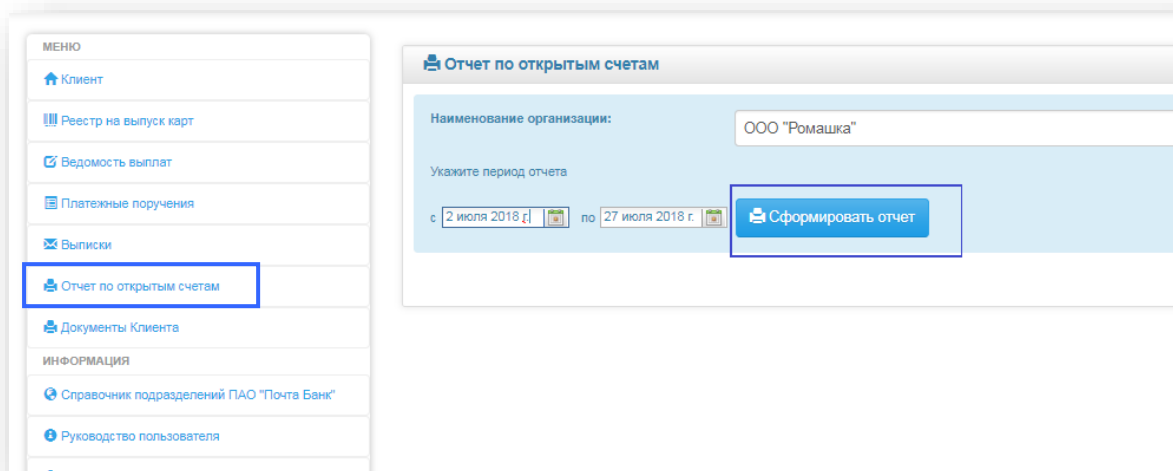 МЕНЮ
Клиент
Реестр на выпуск карт
Ведомость выплат
Платежные поручения
Выписки
Отчет по открытым счетам
Документы Клиента
ИНФОРМАЦИЯ
Справочник подразделений ПАО "Почта Банк"
Руководство пользователя
Отчет по открытым счетам
Наименование организации:
ООО "Ромашка"
Укажите период отчета
с 2 июля 2018 г. по 27 июля 2018 г. Сформировать отчет